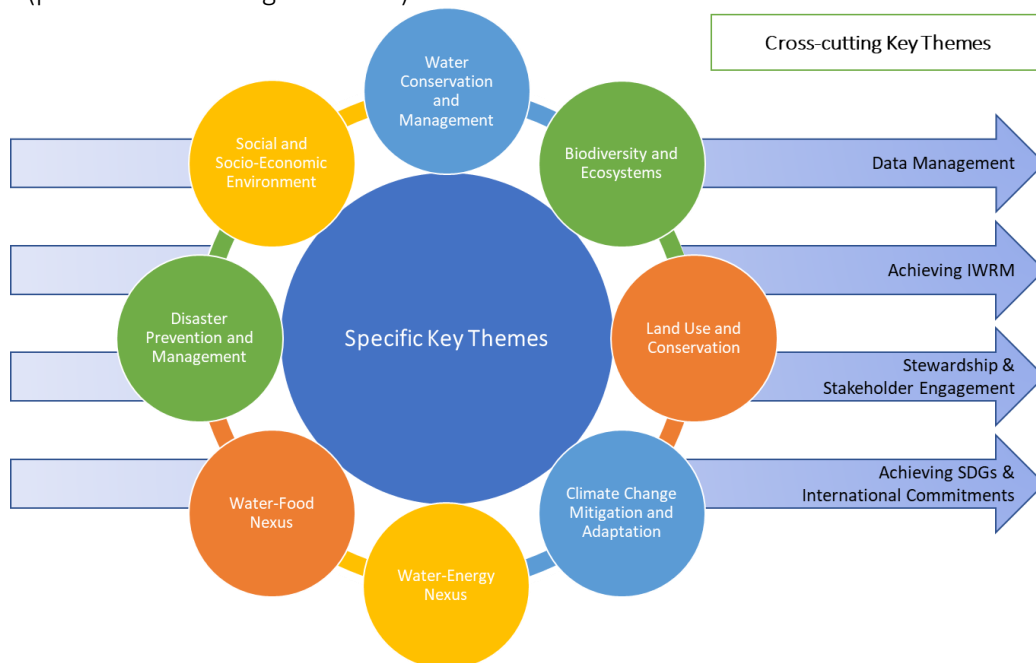 Cross-cutting Key Themes
Water
Conservation
and
Management
Social and
Socio-Economic
Environment
Biodiversity and
Ecosystems
Data Management
Achieving IWRM
Disaster
Prevention and
Management
Specific Key Themes
Land Use and
Conservation
Stewardship &
Stakeholder Engagement
Water-Food
Nexus
Climate Change
Mitigation and
Adaptation
Achieving SDGs &
International Commitments
Water-Energy
Nexus